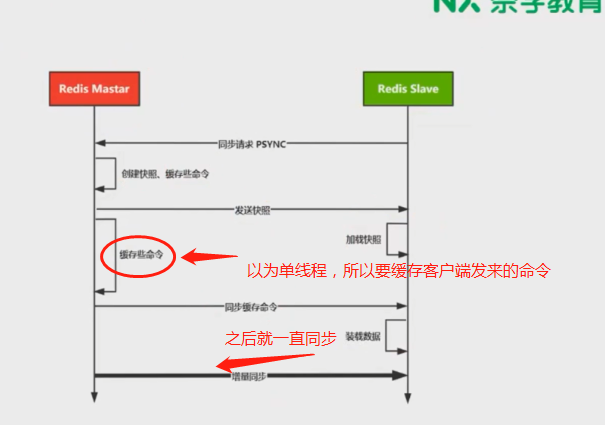 NX 奈学教育
Redis Mastar
Redis Slave
同步请求 PSYNC
创建快照、缓存些命令
发送快照
加载快照
缓存些命令
以为单线程，所以要缓存客户端发来的命令
同步缓存命令
之后就一直同步
装载数据
增量同步